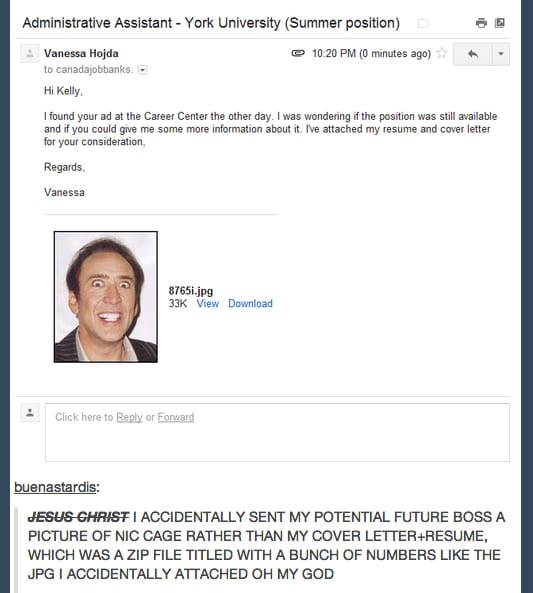 Administrative Assistant - York University (Summer position)
Vanessa Hojda 10:20 PM (0 minutes ago)
to canadajobbanks.
Hi Kelly,
I found your ad at the Career Center the other day. I was wondering if the position was still available
and if you could give me some more information about it. I've attached my resume and cover letter
for your consideration,
Regards,
Vanessa
8765i.jpg
33K View Download
Click here to Reply or Forward
buenastardis:
JESUS CHRIST I ACCIDENTALLY SENT MY POTENTIAL FUTURE BOSS A
PICTURE OF NIC CAGE RATHER THAN MY COVER LETTER+RESUME,
WHICH WAS A ZIP FILE TITLED WITH A BUNCH OF NUMBERS LIKE THE
JPG I ACCIDENTALLY ATTACHED OH MY GOD